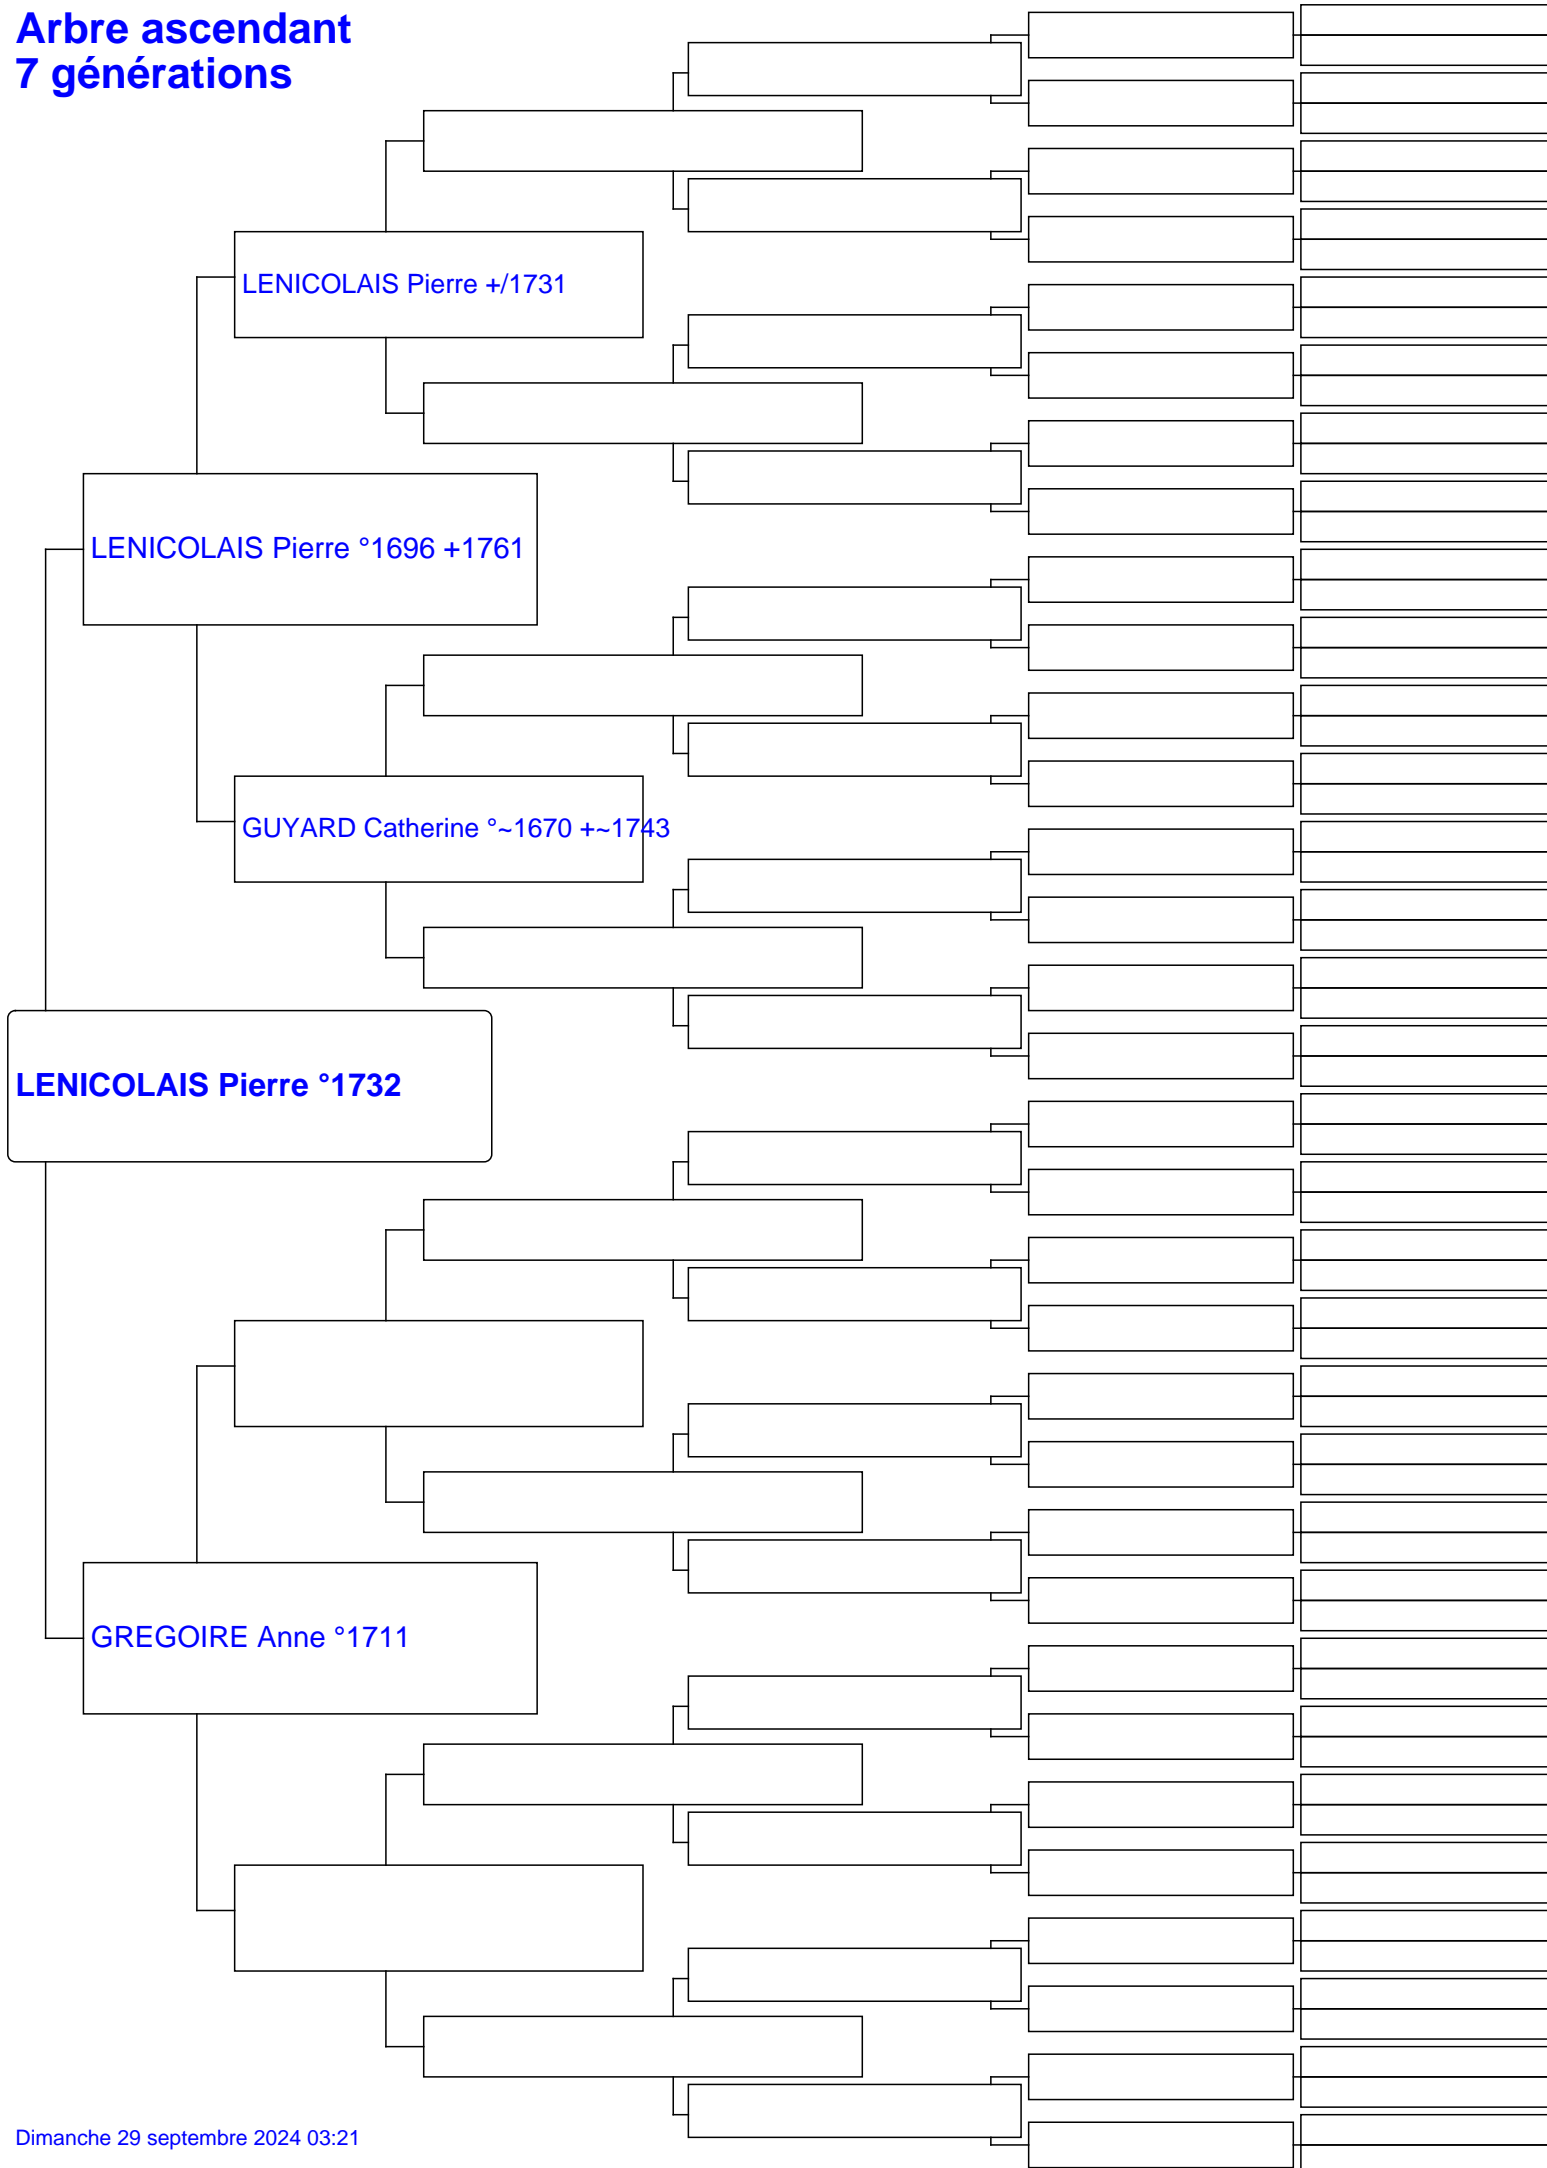 Arbre ascendant
7 générations
LENICOLAIS Pierre +/1731
LENICOLAIS Pierre °1696 +1761
GUYARD Catherine °~1670 +~1743
LENICOLAIS Pierre °1732
GREGOIRE Anne °1711
Dimanche 29 septembre 2024 03:21